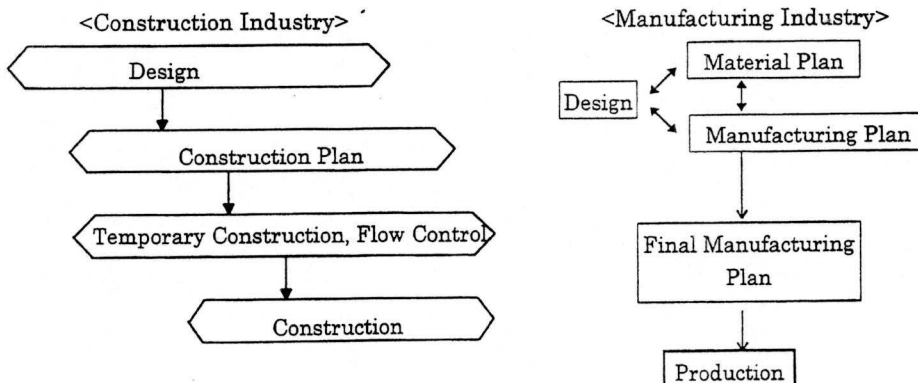 <Construction Industry>
Design
Construction Plan
Temporary Construction, Flow Control
Construction
<Manufacturing Industry>
Material Plan
Design
Manufacturing Plan
Final Manufacturing
Plan
Production